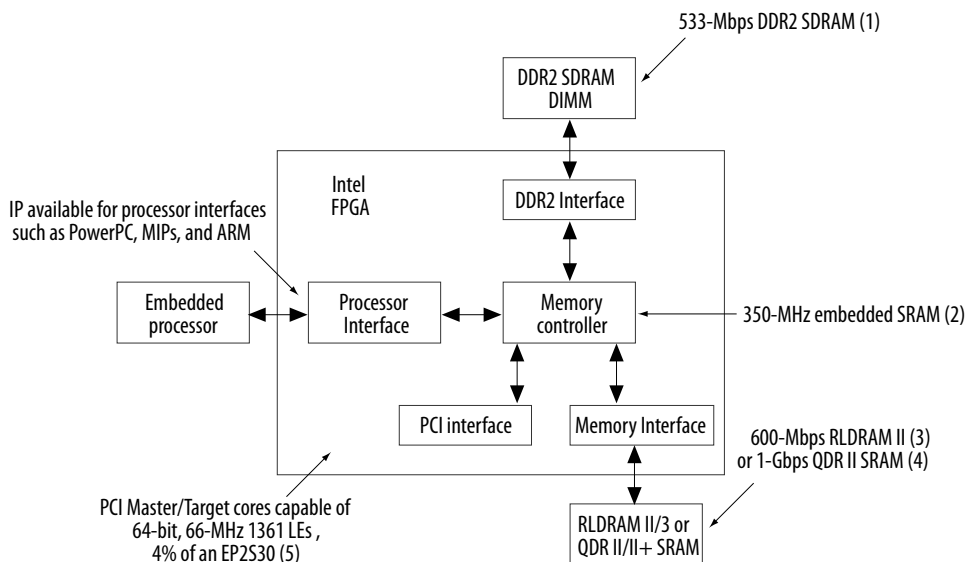 533-Mbps DDR2 SDRAM (1)
DDR2 SDRAM
DIMM
Intel
FPGA
DDR2 Interface
IP available for processor interfaces
such as PowerPC, MIPs, and ARM
Embedded
processor
Processor
Interface
Memory
controller
350-MHz embedded SRAM (2)
PCI interface
Memory Interface
600-Mbps RLDRAM II (3)
or 1-Gbps QDR II SRAM (4)
PCI Master/Target cores capable of
64-bit, 66-MHz 1361 LEs ,
4% of an EP2S30 (5)
RLDRAM II/3 or
QDR II/II+ SRAM